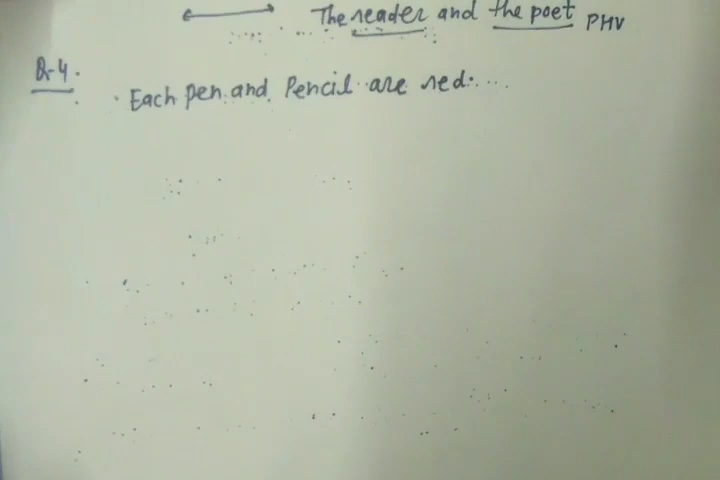 The reader and the poet PHV
Q-4.
Each pen and Pencil are red....